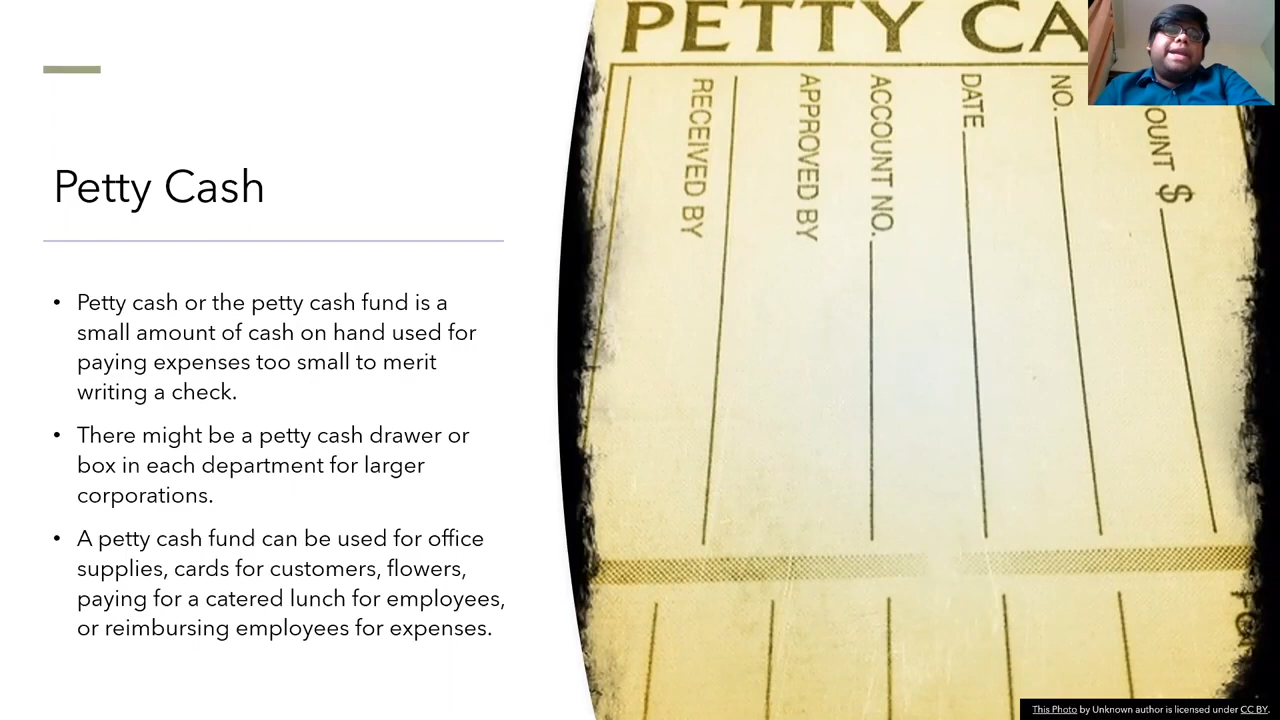 Petty Cash
• Petty cash or the petty cash fund is a
small amount of cash on hand used for
paying expenses too small to merit
writing a check.
• There might be a petty cash drawer or
box in each department for larger
corporations.
• A petty cash fund can be used for office
supplies, cards for customers, flowers,
paying for a catered lunch for employees,
or reimbursing employees for expenses.
PETTY CA
RECEIVED BY
APPROVED BY
ACCOUNT NO.
DATE
NO.
OUNT $
This Photo by Unknown author is licensed under CC BY.